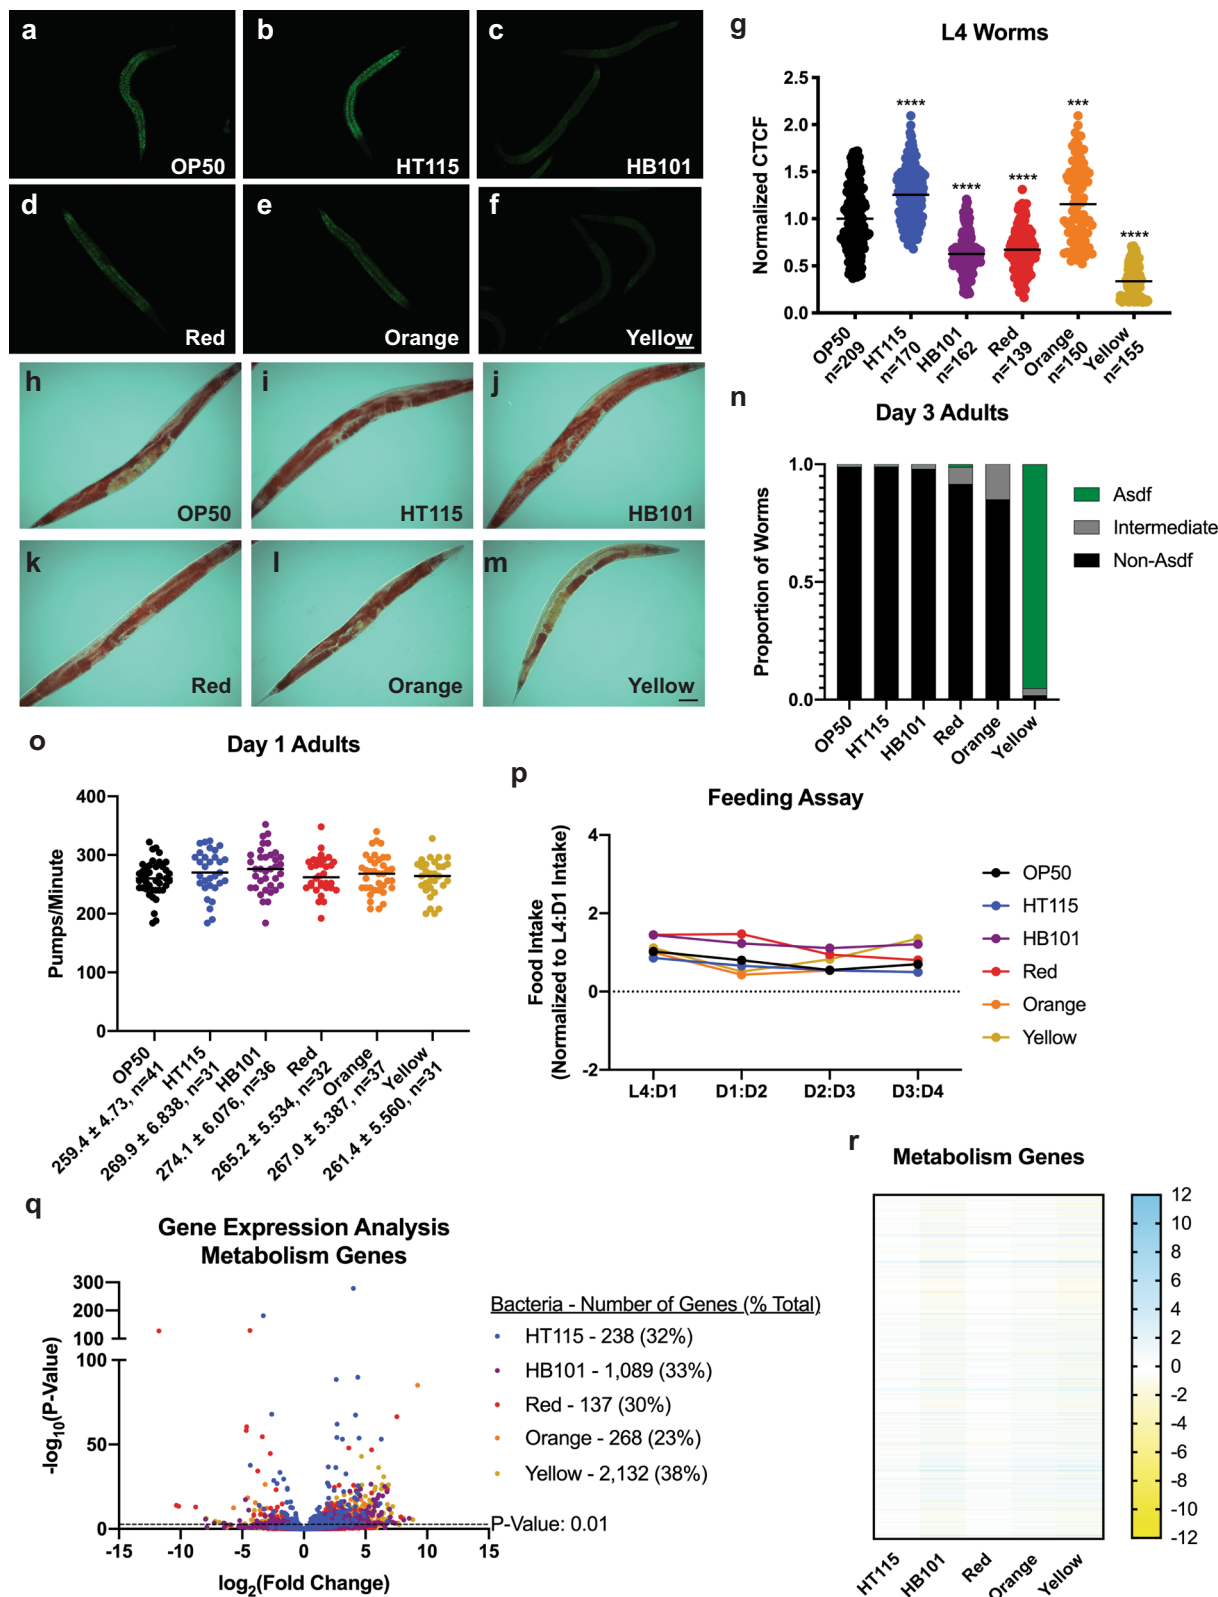 a
OP50
b
HT115
c
HB101
d
Red
e
Orange
f
Yellow
g
L4 Worms
Normalized CTCF
2.5
2.0
1.5
1.0
0.5
0.0
****
****
****
***
****
OP50
n=209
HT115
n=170
HB101
n=162
Red
n=139
Orange
n=150
Yellow
n=155
h
OP50
i
HT115
j
HB101
k
Red
l
Orange
m
Yellow
n
Day 3 Adults
Proportion of Worms
1.0
0.5
0.0
OP50
HT115
HB101
Red
Orange
Yellow
Asdf
Intermediate
Non-Asdf
o
Day 1 Adults
Pumps/Minute
400
300
200
100
0
OP50
259.4 ± 4.73, n=41
HT115
269.9 ± 6.838, n=31
HB101
274.1 ± 6.076, n=36
Red
265.2 ± 5.534, n=32
Orange
267.0 ± 5.387, n=37
Yellow
261.4 ± 5.560, n=31
p
Feeding Assay
Food Intake
(Normalized to L4:D1 Intake)
4
2
0
-2
L4:D1
D1:D2
D2:D3
D3:D4
OP50
HT115
HB101
Red
Orange
Yellow
q
Gene Expression Analysis
Metabolism Genes
-log10(P-Value)
300
200
100
100
50
0
-15
-10
-5
0
5
10
15
log2(Fold Change)
Bacteria - Number of Genes (% Total)
HT115 - 238 (32%)
HB101 - 1,089 (33%)
Red - 137 (30%)
Orange - 268 (23%)
Yellow - 2,132 (38%)
P-Value: 0.01
r
Metabolism Genes
12
10
8
6
4
2
0
-2
-4
-6
-8
-10
-12
HT115
HB101
Red
Orange
Yellow